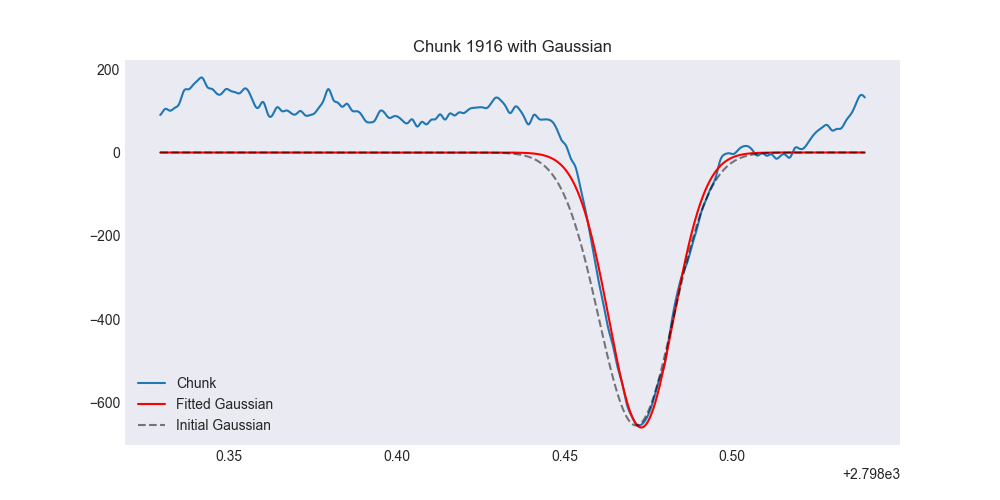 Chunk 1916 with Gaussian
200
0
−200
−400
−600
Chunk
Fitted Gaussian
Initial Gaussian
0.35 0.40 0.45 0.50
+2.798e3